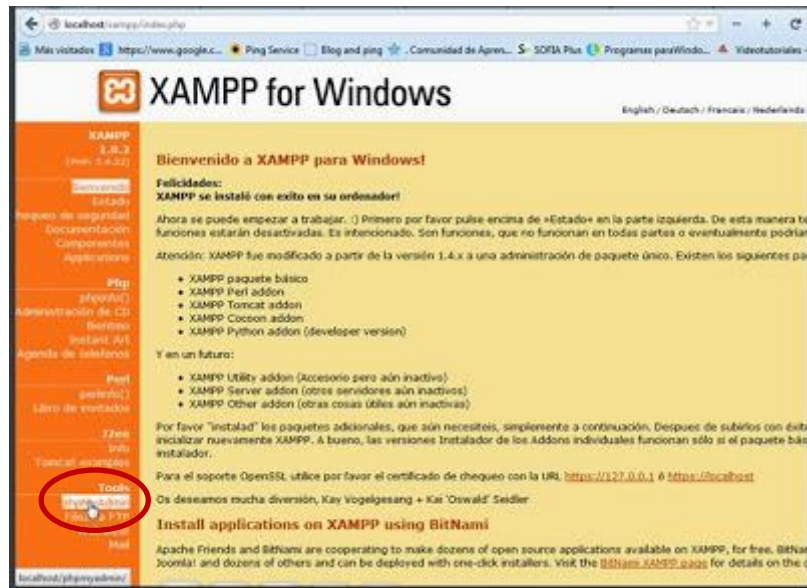 localhost/xampp/index.php
Más visitados https://www.google.c... Ping Service Blog and ping .Comunidad de Apren... SOFIA Plus Programas paraWindo... Videotutoriales
XAMPP for Windows
English / Deutsch / Francais / Nederlands
XAMPP
1.8.3
Bienvenido
Estado
chequeo de seguridad
Documentación
Componentes
Applications
Php
phpinfo()
Administración de CD
Biorritmo
Instant Art
Agenda de telefonos
Perl
perlinfo()
Libro de invitados
J2ee
Info
Tomcat examples
Tools
phpMyAdmin
FileZilla FTP
Mail
localhost/phpmyadmin/
Bienvenido a XAMPP para Windows!
Felicidades:
XAMPP se instaló con exito en su ordenador!
Ahora se puede empezar a trabajar. :) Primero por favor pulse encima de »Estado« en la parte izquierda. De esta manera
funciones estarán desactivadas. Es intencionado. Son funciones, que no funcionan en todas partes o eventualmente podrían
Atención: XAMPP fue modificado a partir de la versión 1.4.x a una administración de paquete único. Existen los siguientes
• XAMPP paquete básico
• XAMPP Perl addon
• XAMPP Tomcat addon
• XAMPP Cocoon addon
• XAMPP Python addon (developer version)
Y en un futuro:
• XAMPP Utility addon (Accesorio pero aún inactivo)
• XAMPP Server addon (otros servidores aún inactivos)
• XAMPP Other addon (otras cosas útiles aún inactivas)
Por favor "instalad" los paquetes adicionales, que aún necesiteis, simplemente a continuación. Despues de subirlos con
inicializar nuevamente XAMPP. A bueno, las versiones Instalador de los Addons individuales funcionan sólo si el paquete
instalador.
Para el soporte OpenSSL utilice por favor el certificado de chequeo con la URL https://127.0.0.1 ó https://localhost
Os deseamos mucha diversión, Kay Vogelgesang + Kai 'Oswald' Seidler
Install applications on XAMPP using BitNami
Apache Friends and BitNami are cooperating to make dozens of open source applications available on XAMPP, for free.
Joomla! and dozens of others and can be deployed with one-click installers. Visit the BitNami XAMPP page for details on the